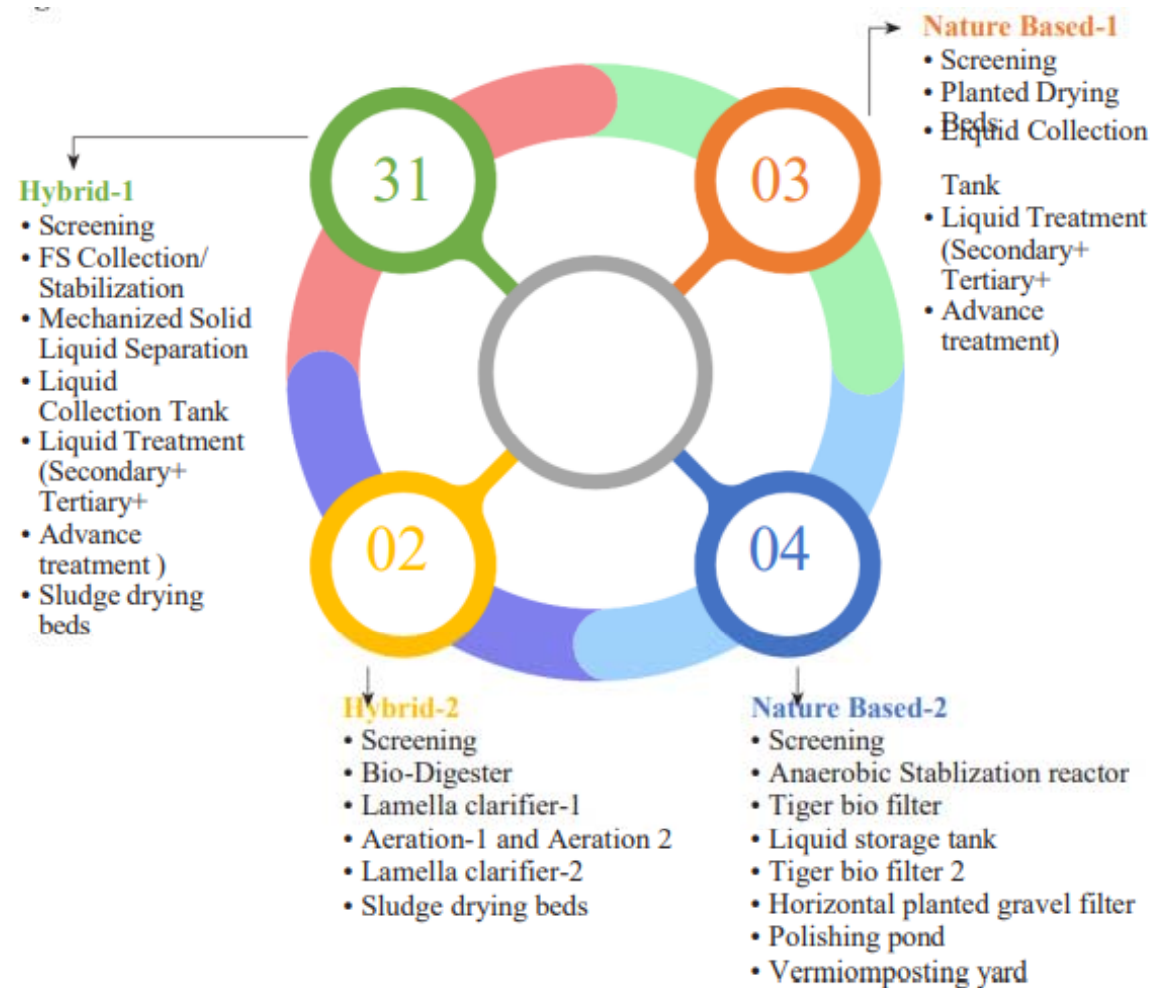 Nature Based-1
• Screening
• Planted Drying
Beds
• Liquid Collection
Tank
• Liquid Treatment
(Secondary+
Tertiary+
• Advance
treatment)
31
03
Hybrid-1
• Screening
• FS Collection/
Stabilization
• Mechanized Solid
Liquid Separation
• Liquid
Collection Tank
• Liquid Treatment
(Secondary+
Tertiary+
• Advance
treatment )
• Sludge drying
beds
02
04
Hybrid-2
• Screening
• Bio-Digester
• Lamella clarifier-1
• Aeration-1 and Aeration 2
• Lamella clarifier-2
• Sludge drying beds
Nature Based-2
• Screening
• Anaerobic Stablization reactor
• Tiger bio filter
• Liquid storage tank
• Tiger bio filter 2
• Horizontal planted gravel filter
• Polishing pond
• Vermiomposting yard